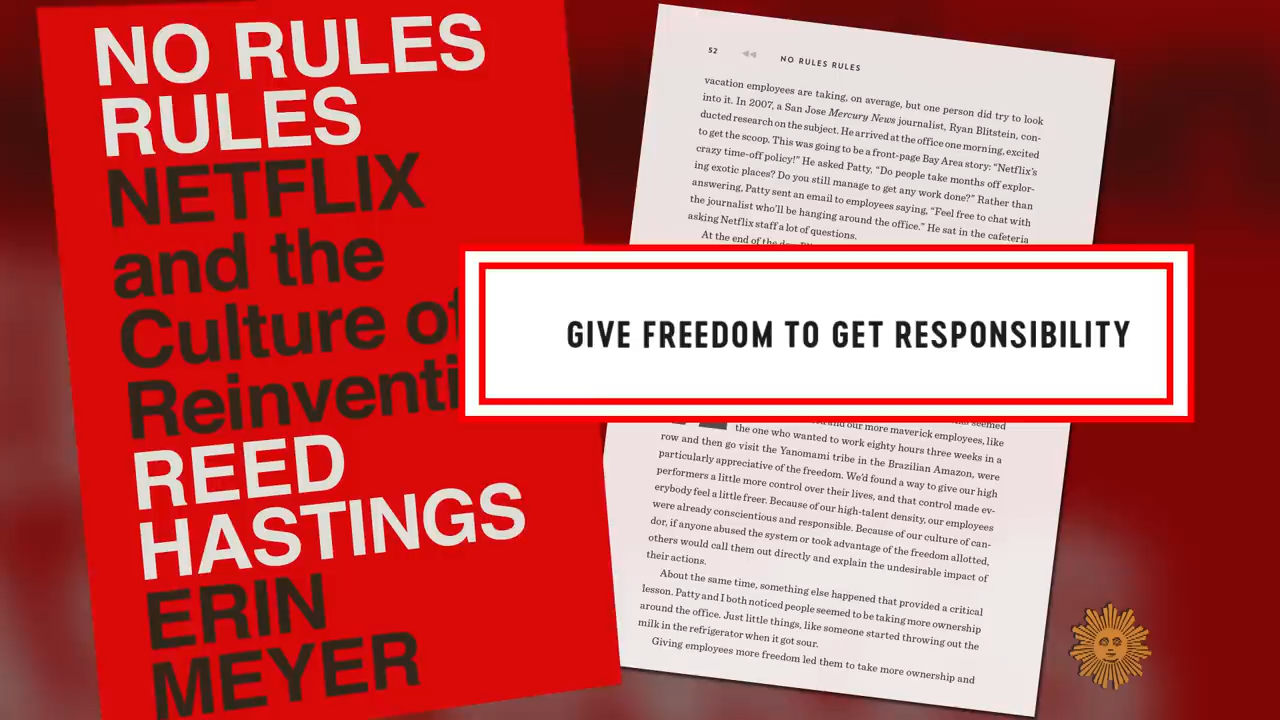 NO RULES
RULES
NETFLIX
and the
Culture of
Reinventi
REED
HASTINGS
ERIN
MEYER
52
NO RULES RULES
vacation employees are taking, on average, but one person did try to look
into it. In 2007, a San Jose Mercury News journalist, Ryan Blitstein, con-
ducted research on the subject. He arrived at the office one morning, excited
to get the scoop. This was going to be a front-page Bay Area story: “Netflix’s
crazy time-off policy!” He asked Patty, “Do people take months off explor-
ing exotic places? Do you still manage to get any work done?” Rather than
answering, Patty sent an email to employees saying, “Feel free to chat with
the journalist who’ll be hanging around the office.” He sat in the cafeteria
asking Netflix staff a lot of questions.
At the end of the
GIVE FREEDOM TO GET RESPONSIBILITY
seemed
and our more maverick employees, like
the one who wanted to work eighty hours three weeks in a
row and then go visit the Yanomami tribe in the Brazilian Amazon, were
particularly appreciative of the freedom. We’d found a way to give our high
performers a little more control over their lives, and that control made ev-
erybody feel a little freer. Because of our high-talent density, our employees
were already conscientious and responsible. Because of our culture of can-
dor, if anyone abused the system or took advantage of the freedom allotted,
others would call them out directly and explain the undesirable impact of
their actions.
About the same time, something else happened that provided a critical
lesson. Patty and I both noticed people seemed to be taking more ownership
around the office. Just little things, like someone started throwing out the
milk in the refrigerator when it got sour.
Giving employees more freedom led them to take more ownership and